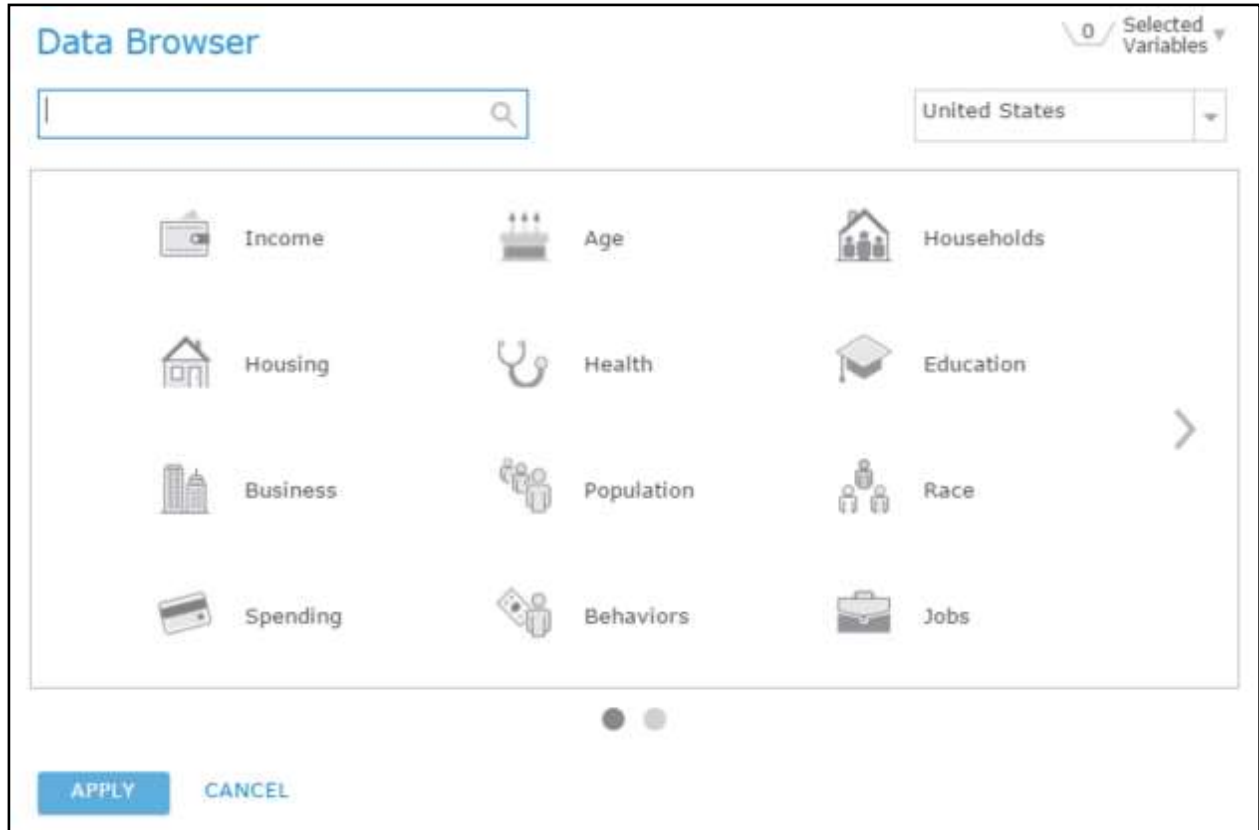 Data Browser
0 Selected
Variables
United States
Income Age Households
Housing Health Education
Business Population Race
Spending Behaviors Jobs
APPLY CANCEL